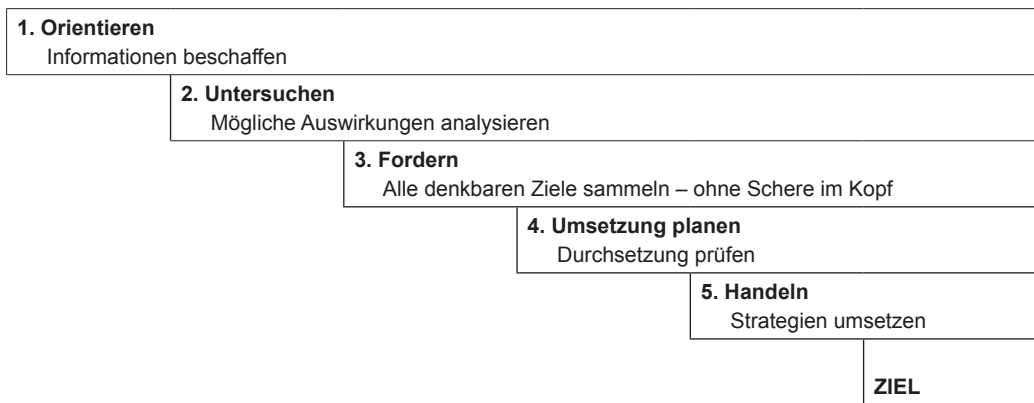 1. Orientieren
Informationen beschaffen
2. Untersuchen
Mögliche Auswirkungen analysieren
3. Fordern
Alle denkbaren Ziele sammeln – ohne Schere im Kopf
4. Umsetzung planen
Durchsetzung prüfen
5. Handeln
Strategien umsetzen
ZIEL